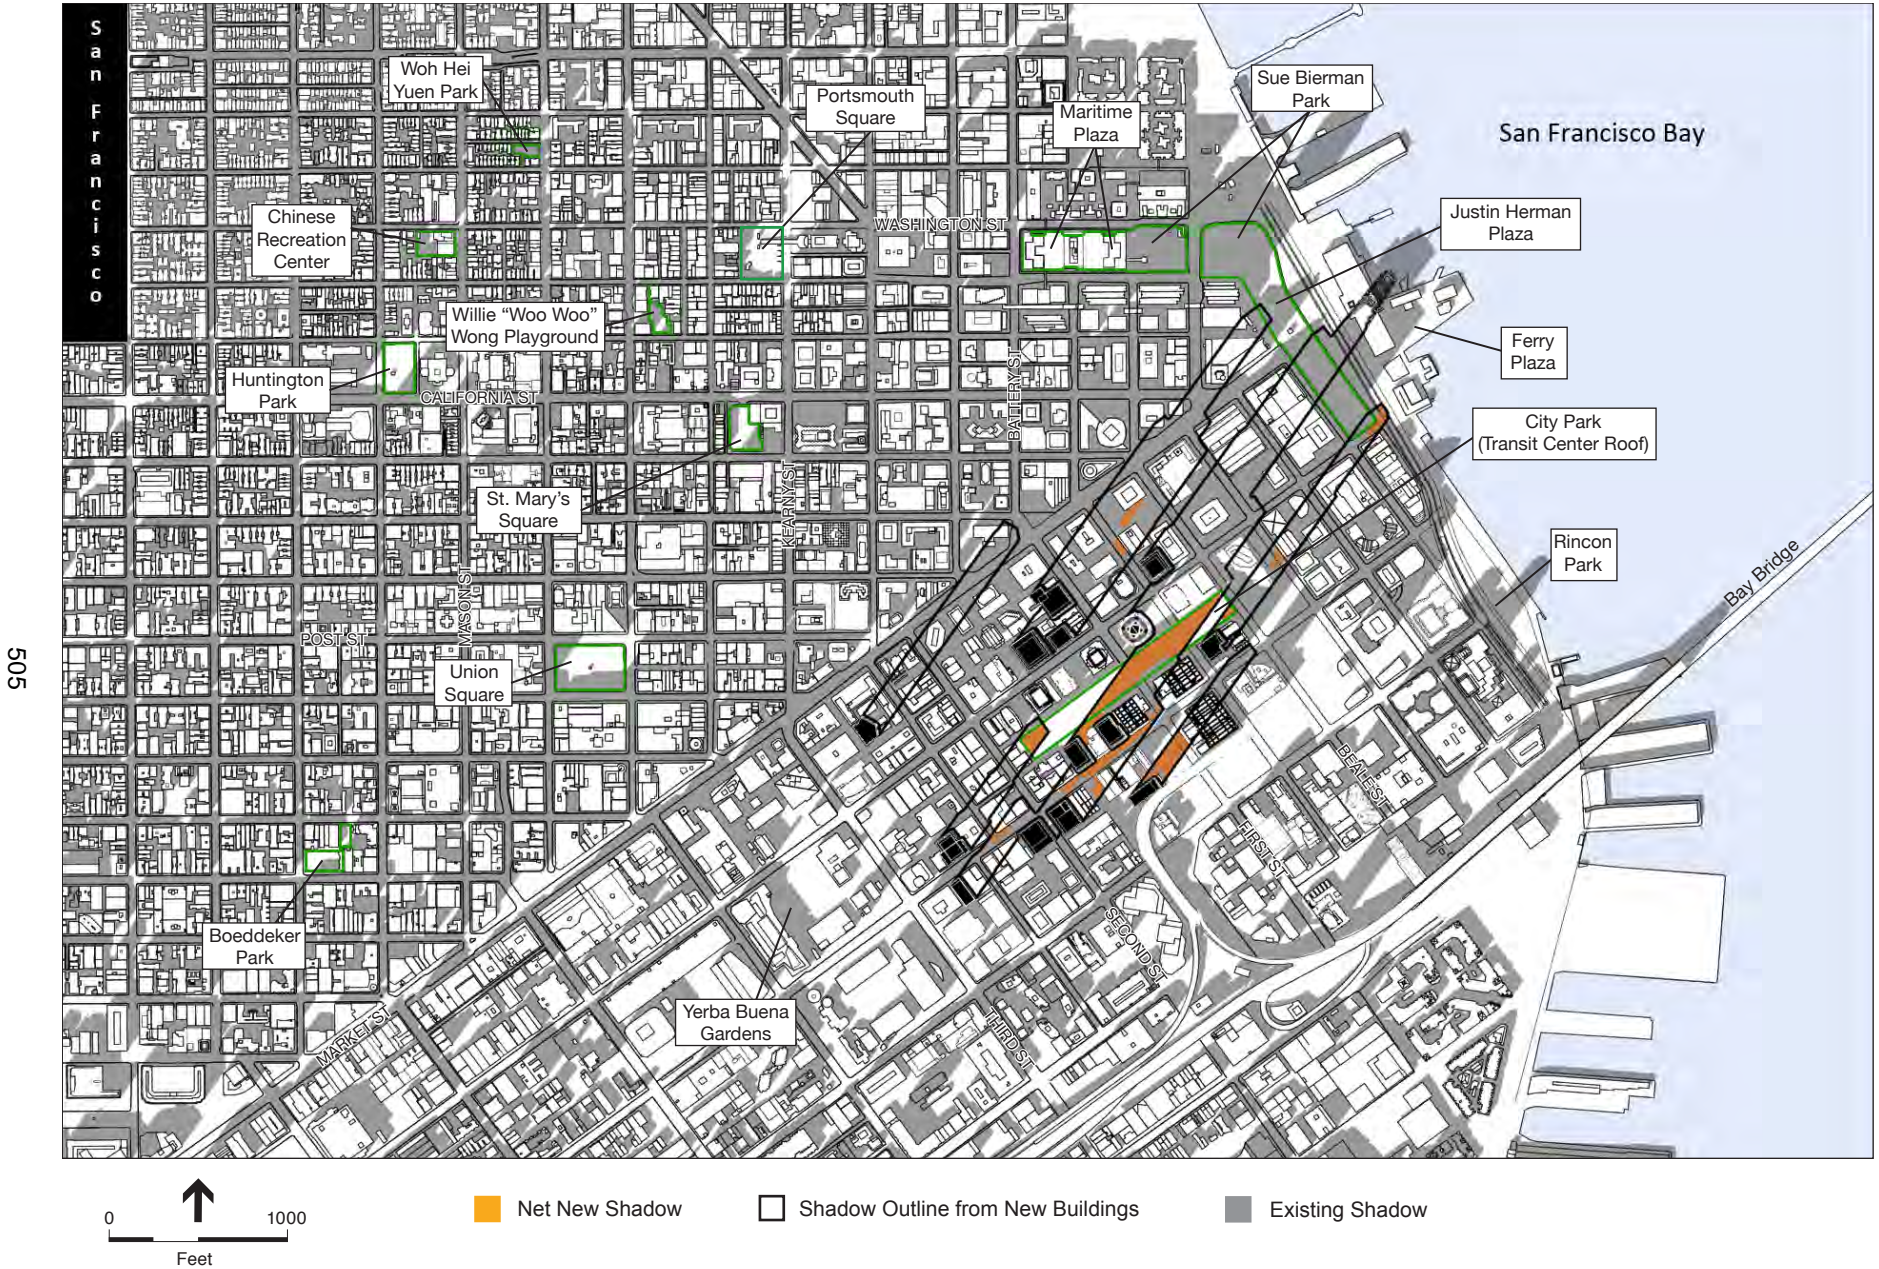 San Francisco
Woh Hei
Yuen Park
Portsmouth
Square
Maritime
Plaza
Sue Bierman
Park
San Francisco Bay
Chinese
Recreation
Center
WASHINGTON ST
Justin Herman
Plaza
Willie “Woo Woo”
Wong Playground
Ferry
Plaza
Huntington
Park
CALIFORNIA ST
BATTERY ST
City Park
(Transit Center Roof)
St. Mary’s
Square
KEARNY ST
Rincon
Park
Bay Bridge
MASON ST
POST ST
Union
Square
505
BEALE ST
FIRST ST
Boeddeker
Park
SECOND ST
Yerba Buena
Gardens
THIRD ST
MARKET ST
0 1000
Feet
Net New Shadow
Shadow Outline from New Buildings
Existing Shadow